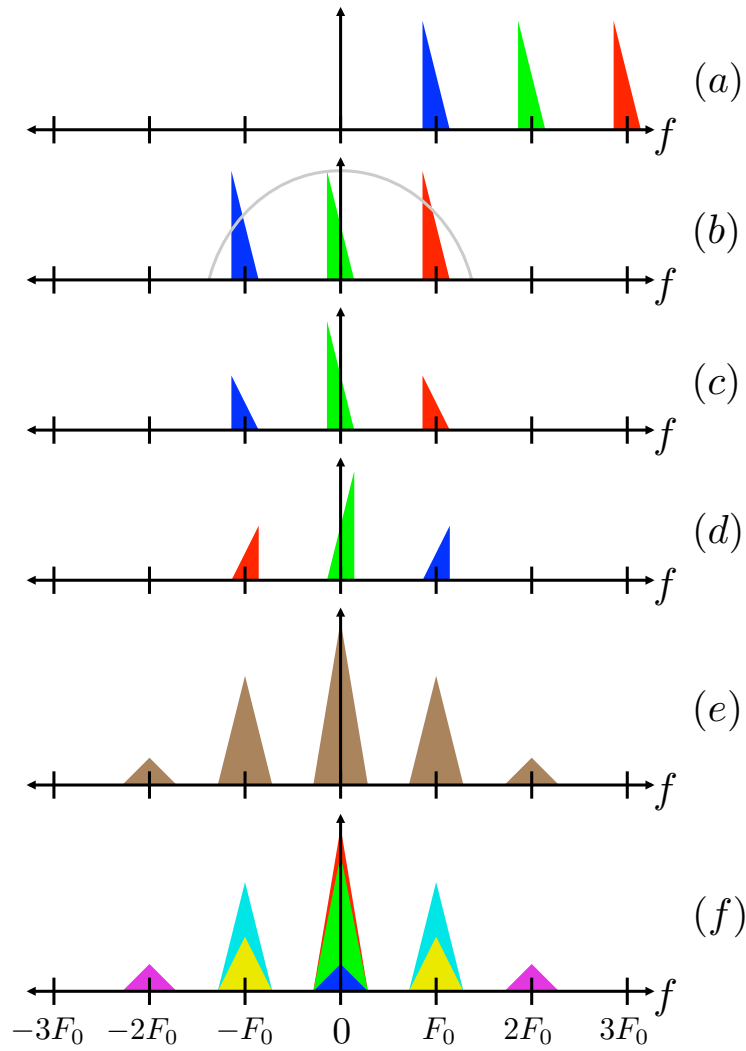 (a)
f
(b)
f
(c)
f
(d)
f
(e)
f
(f)
f
−3F₀ −2F₀ −F₀ 0 F₀ 2F₀ 3F₀